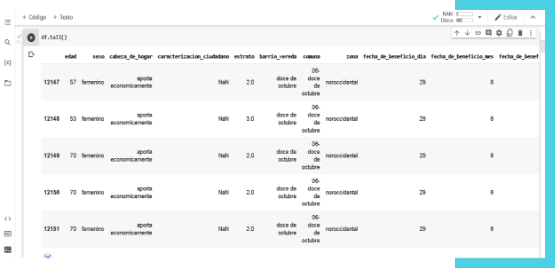 + Código + Texto
RAM
Disco
Editar
df.tail()
edad sexo cabeza_de_hogar caracterizacion_ciudadano estrato barrio_vereda comuna zona fecha_de_beneficio_dia fecha_de_beneficio_mes fecha_de_benef
12147 57 femenino aporta economicamente NaN 2.0 doce de octubre 06-doce de octubre noroccidental 29 6
12148 53 femenino aporta economicamente NaN 3.0 doce de octubre 06-doce de octubre noroccidental 29 6
12149 70 femenino aporta economicamente NaN 2.0 doce de octubre 06-doce de octubre noroccidental 29 6
12150 70 femenino aporta economicamente NaN 2.0 doce de octubre 06-doce de octubre noroccidental 29 6
12151 70 femenino aporta economicamente NaN 2.0 doce de octubre 06-doce de octubre noroccidental 29 6